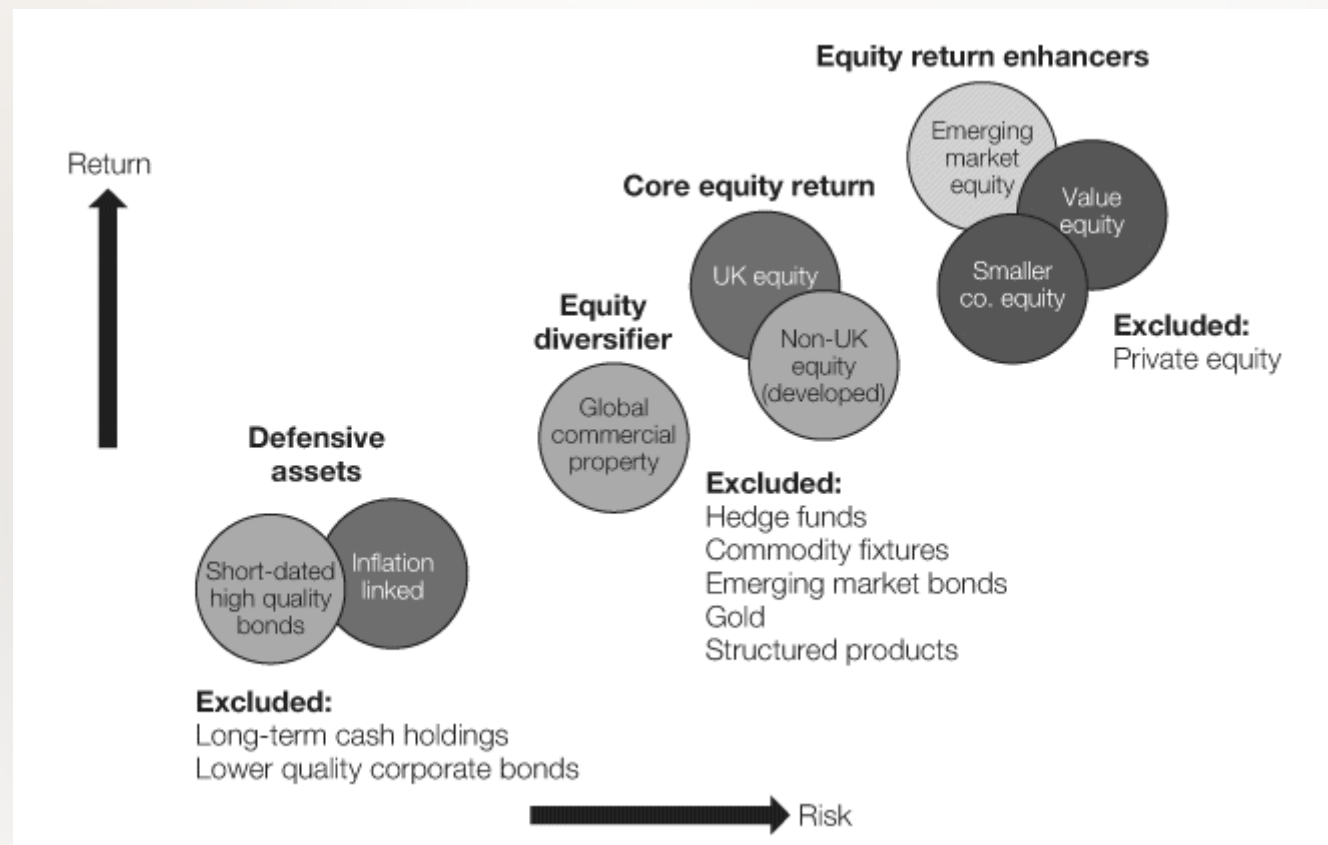 Equity return enhancers
Emerging
market
equity
Return
Value
equity
Core equity return
UK equity
Smaller
co. equity
Equity
diversifier
Excluded:
Private equity
Non-UK
equity
(developed)
Global
commercial
property
Defensive
assets
Excluded:
Hedge funds
Commodity fixtures
Emerging market bonds
Gold
Structured products
Short-dated
high quality
bonds
Inflation
linked
Excluded:
Long-term cash holdings
Lower quality corporate bonds
Risk